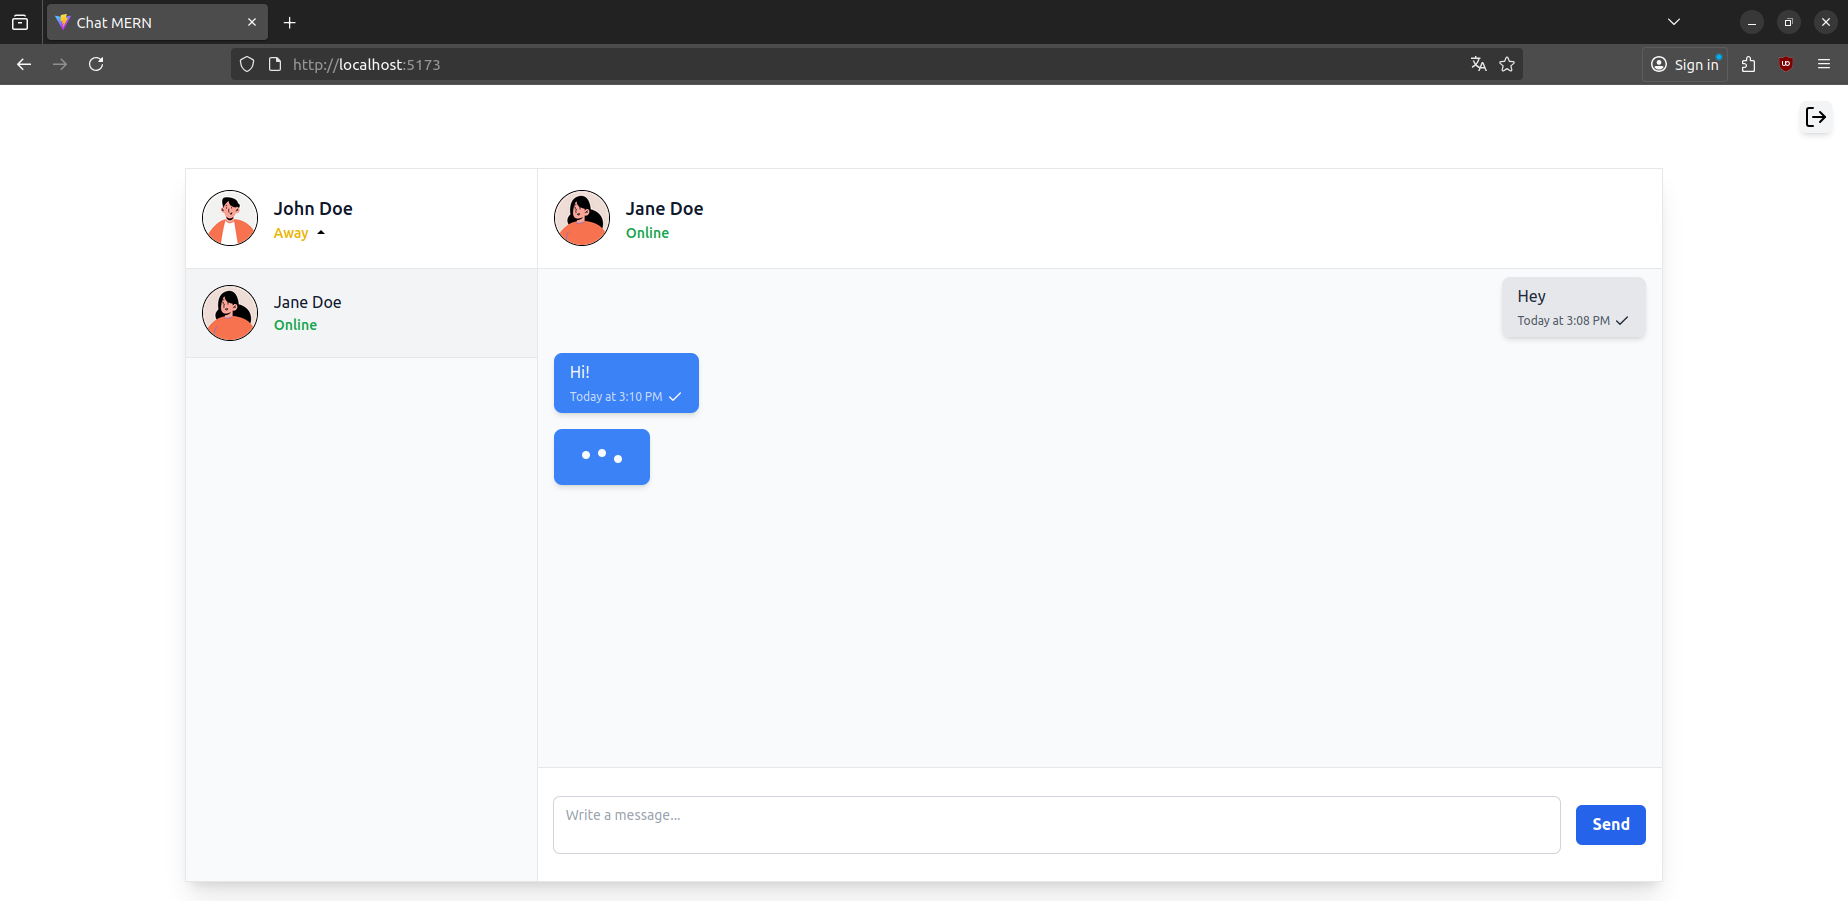 Chat MERN
http://localhost:5173
Sign in
John Doe
Away
Jane Doe
Online
Jane Doe
Online
Hey
Today at 3:08 PM
Hi!
Today at 3:10 PM
Write a message...
Send